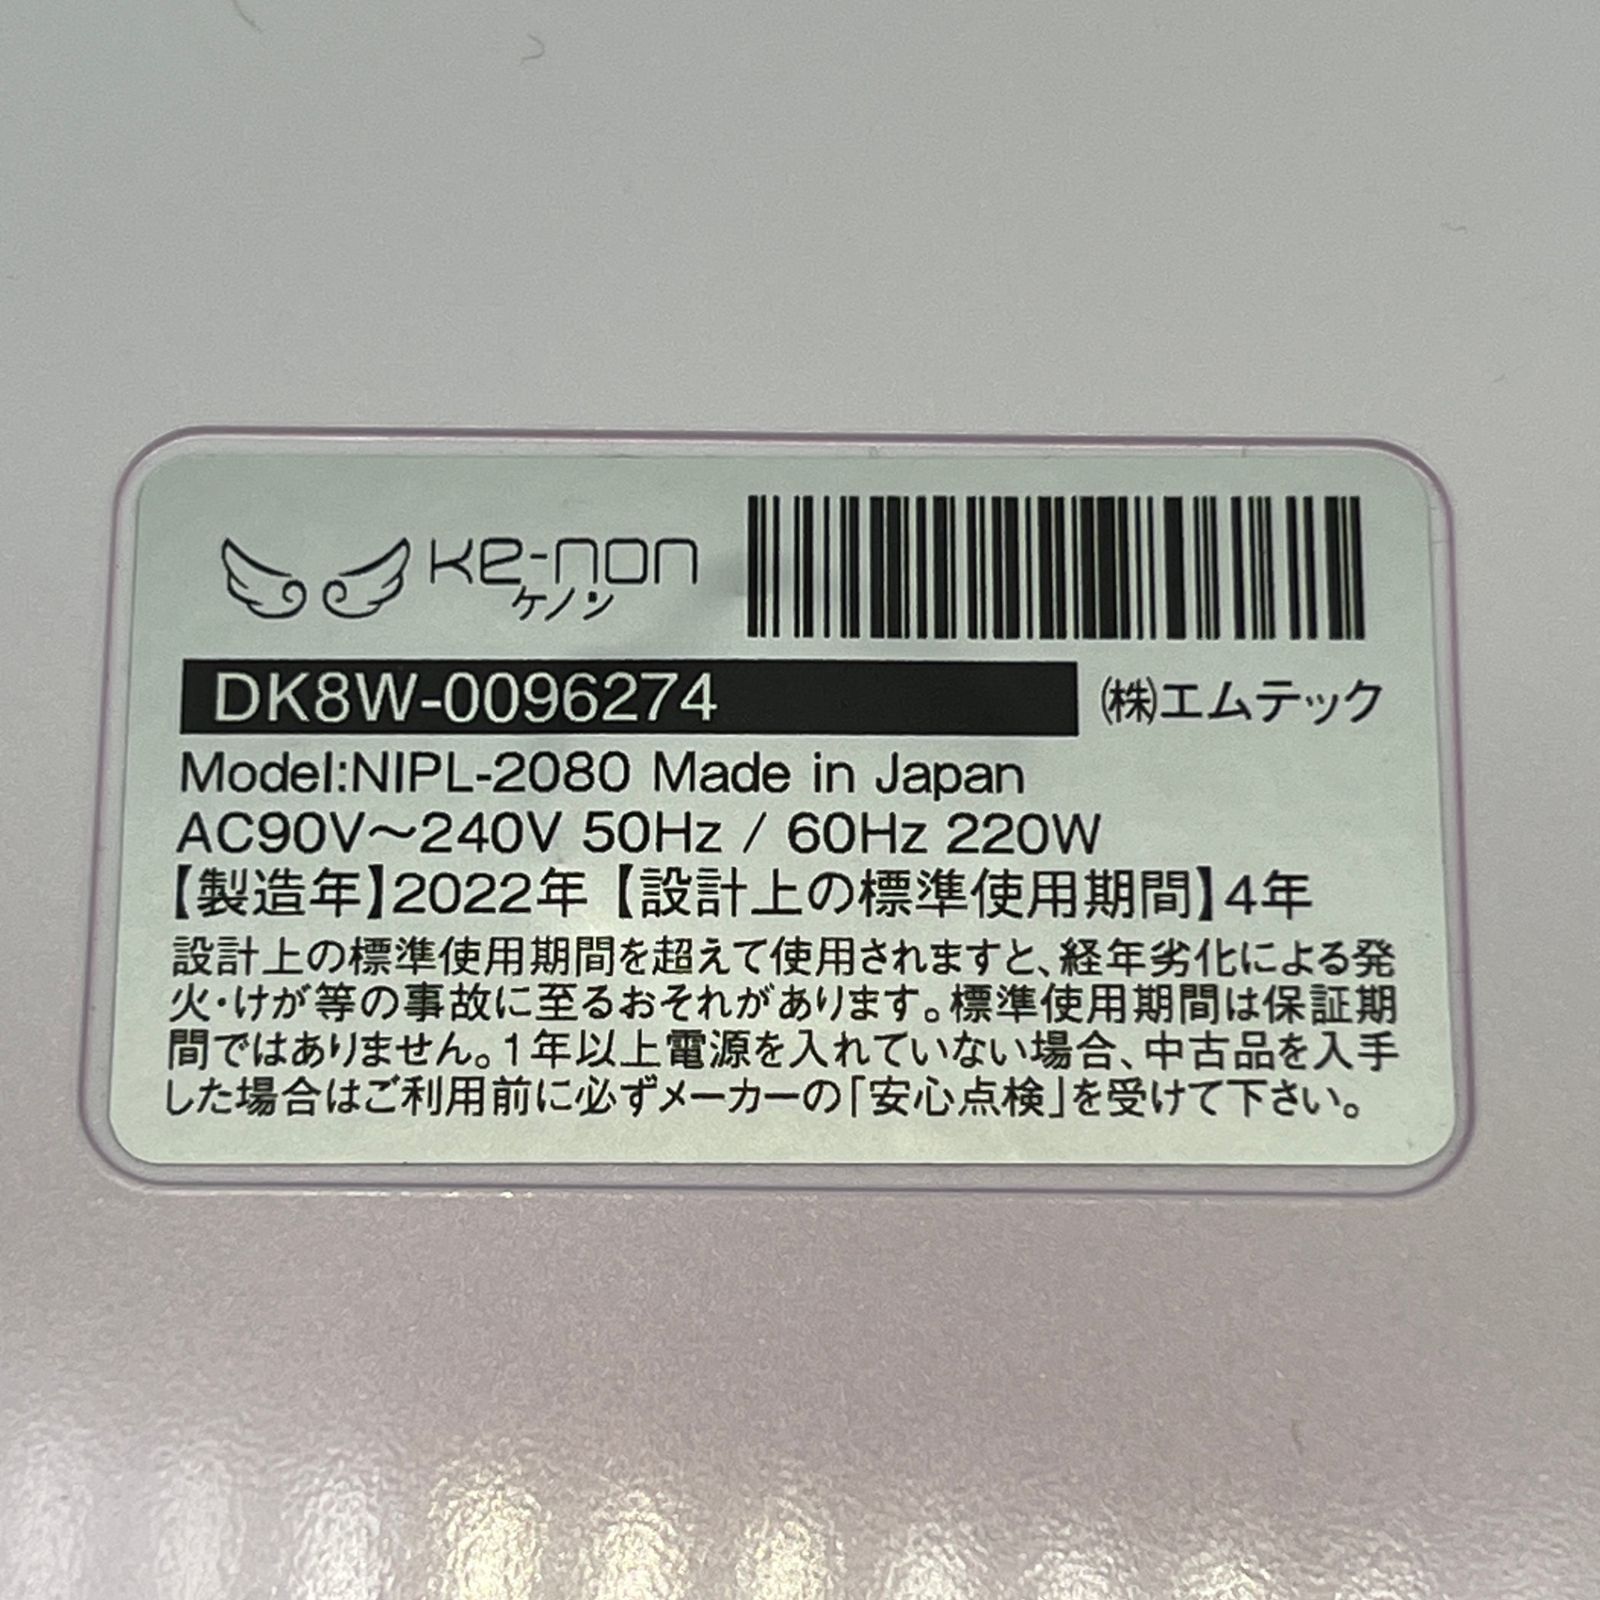 ke-non
ケノン
DK8W-0096274
㈱エムテック
Model:NIPL-2080 Made in Japan
AC90V～240V 50Hz / 60Hz 220W
【製造年】2022年【設計上の標準使用期間】4年
設計上の標準使用期間を超えて使用されますと、経年劣化による発
火・けが等の事故に至るおそれがあります。標準使用期間は保証期
間ではありません。1年以上電源を入れていない場合、中古品を入手
した場合はご利用前に必ずメーカーの「安心点検」を受けて下さい。